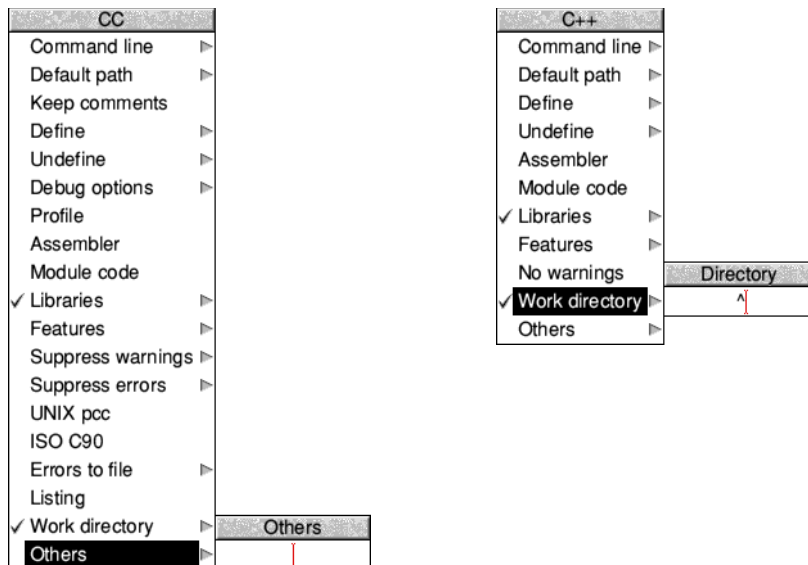 CC
Command line
Default path
Keep comments
Define
Undefine
Debug options
Profile
Assembler
Module code
✓ Libraries
Features
Suppress warnings
Suppress errors
UNIX pcc
ISO C90
Errors to file
Listing
✓ Work directory
Others
Others
C++
Command line
Default path
Define
Undefine
Assembler
Module code
✓ Libraries
Features
No warnings
✓ Work directory
Others
Directory
^